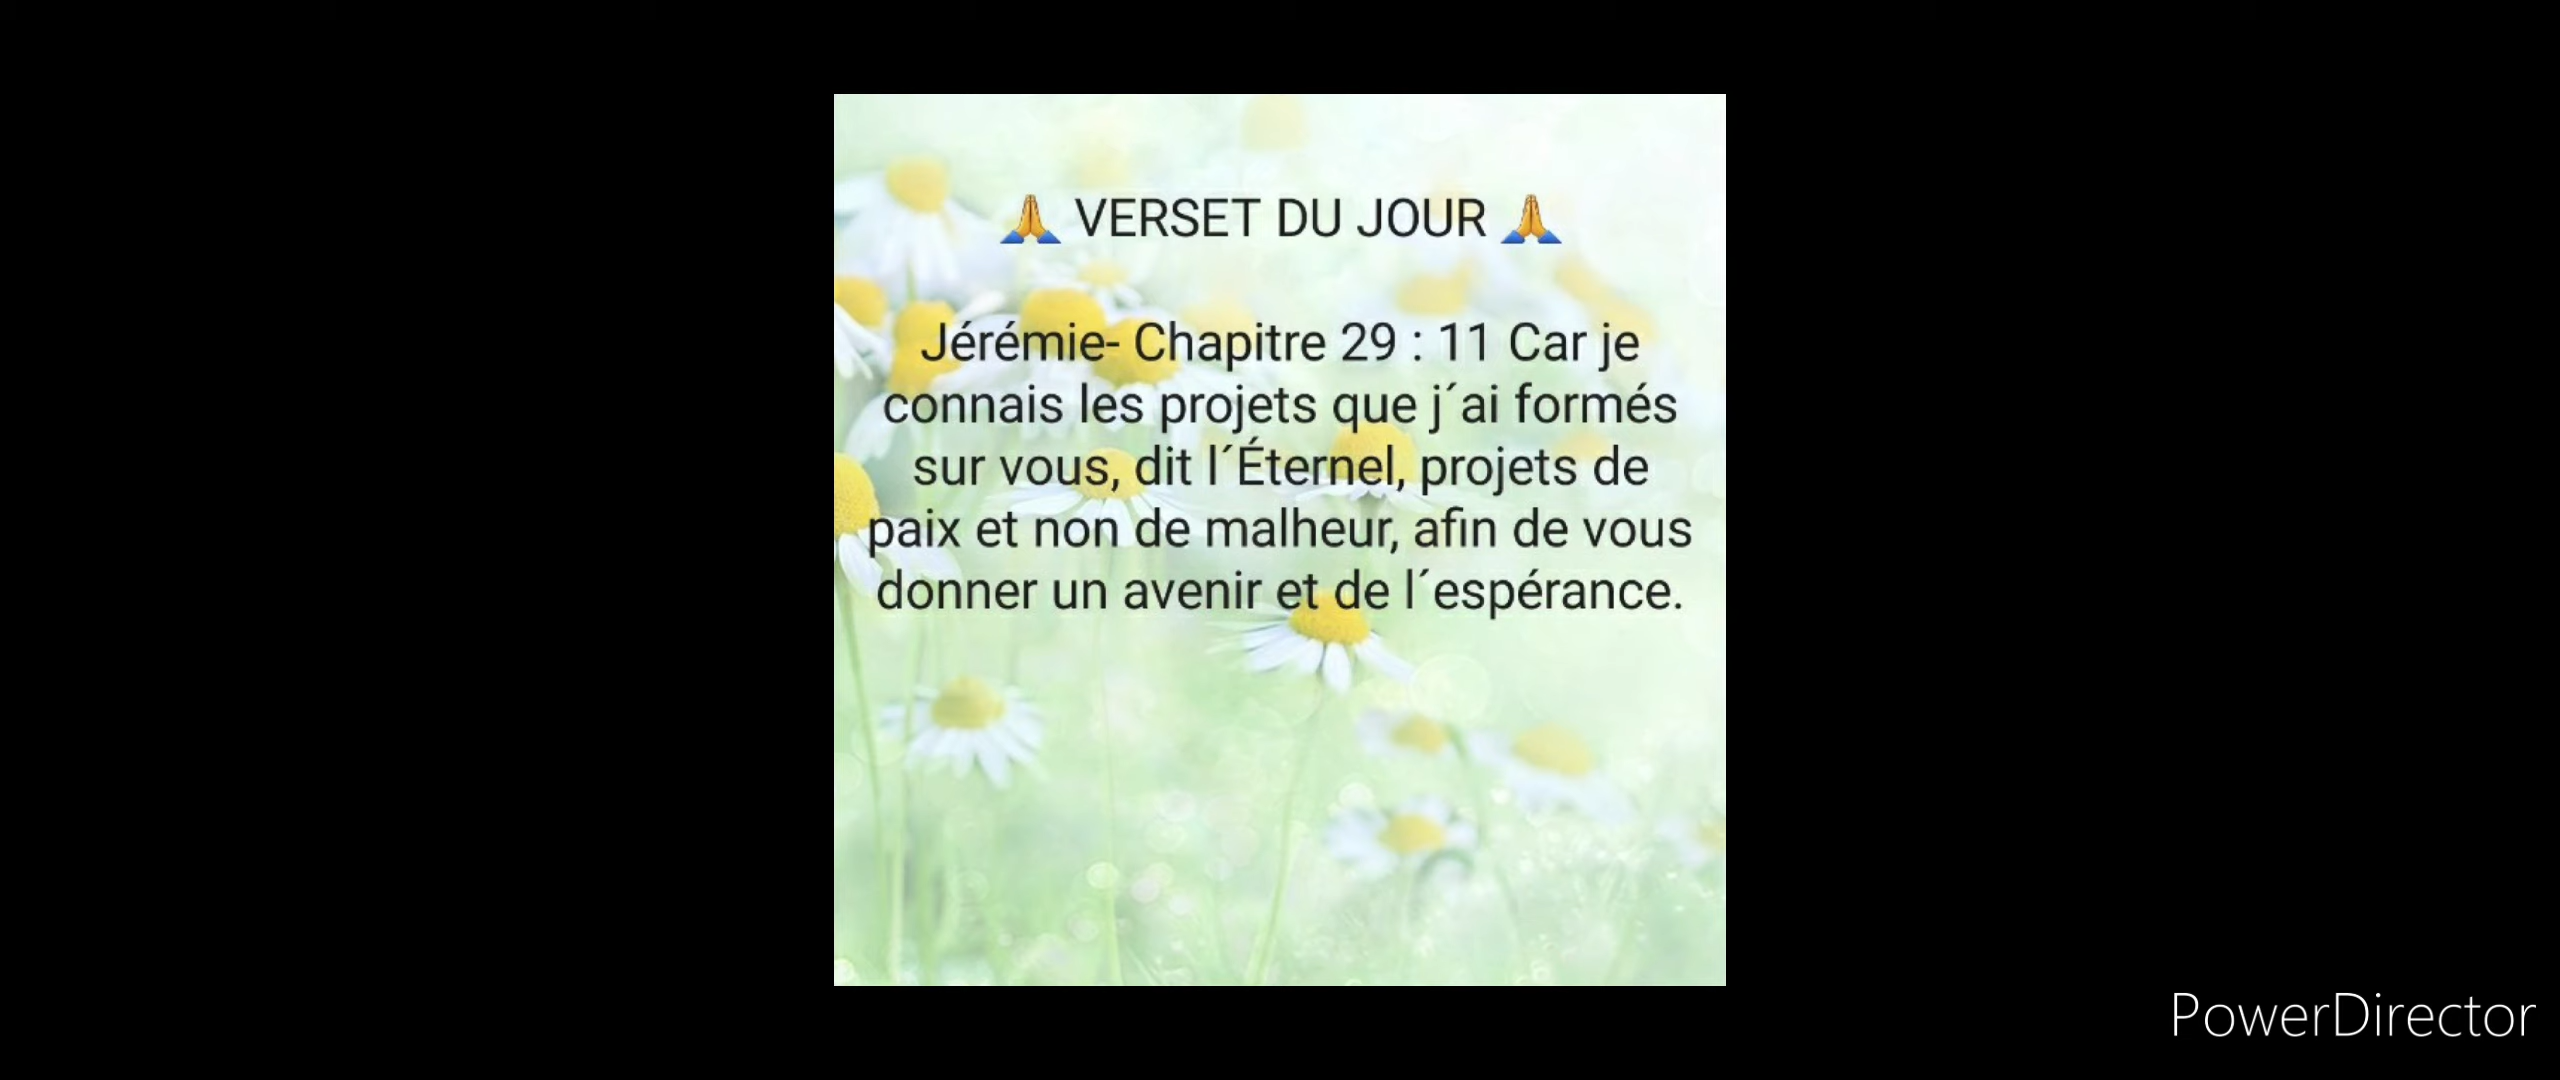 🙏 VERSET DU JOUR 🙏
Jérémie- Chapitre 29 : 11 Car je
connais les projets que j´ai formés
sur vous, dit l´Éternel, projets de
paix et non de malheur, afin de vous
donner un avenir et de l´espérance.
PowerDirector